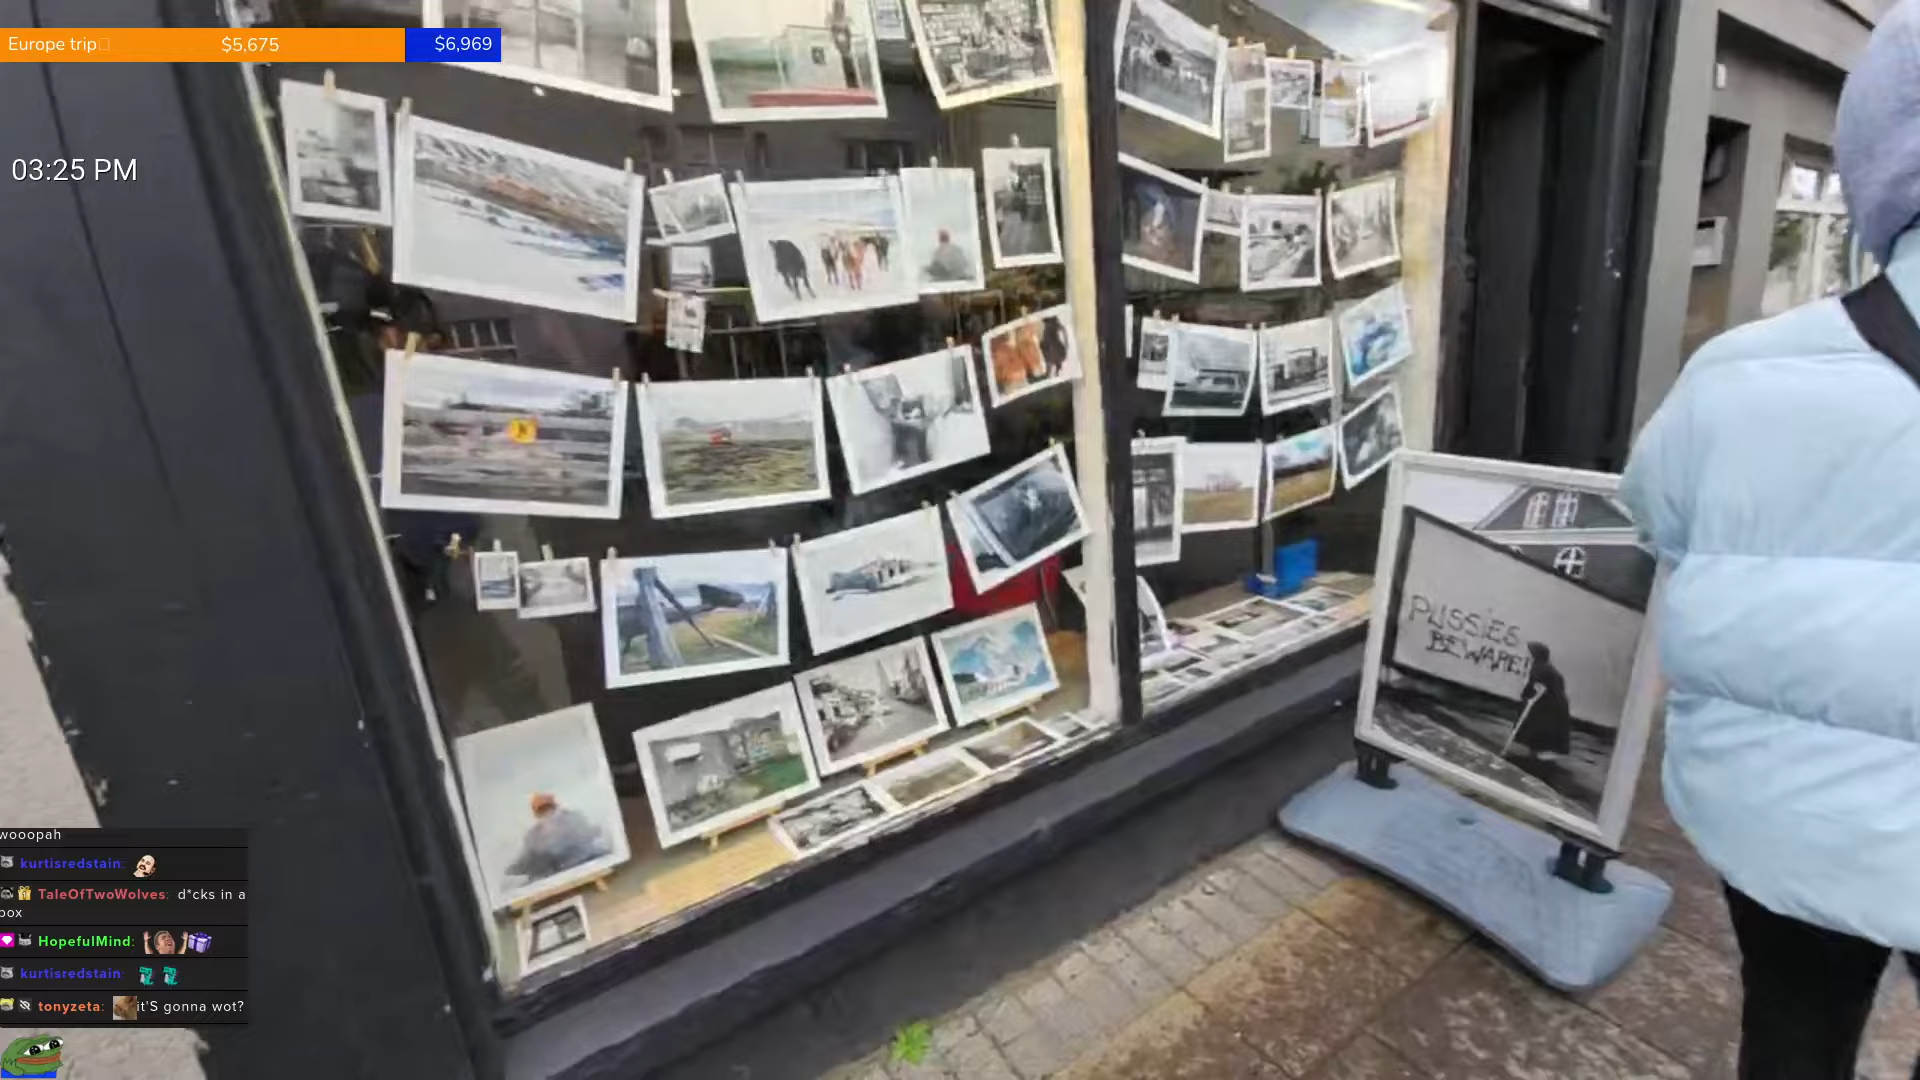 Europe trip $5,675 $6,969
03:25 PM
PUSSIES
BEWARE!
wooopah
kurtisredstain:
TaleOfTwoWolves: d*cks in a
box
HopefulMind:
kurtisredstain:
tonyzeta: it'S gonna wot?